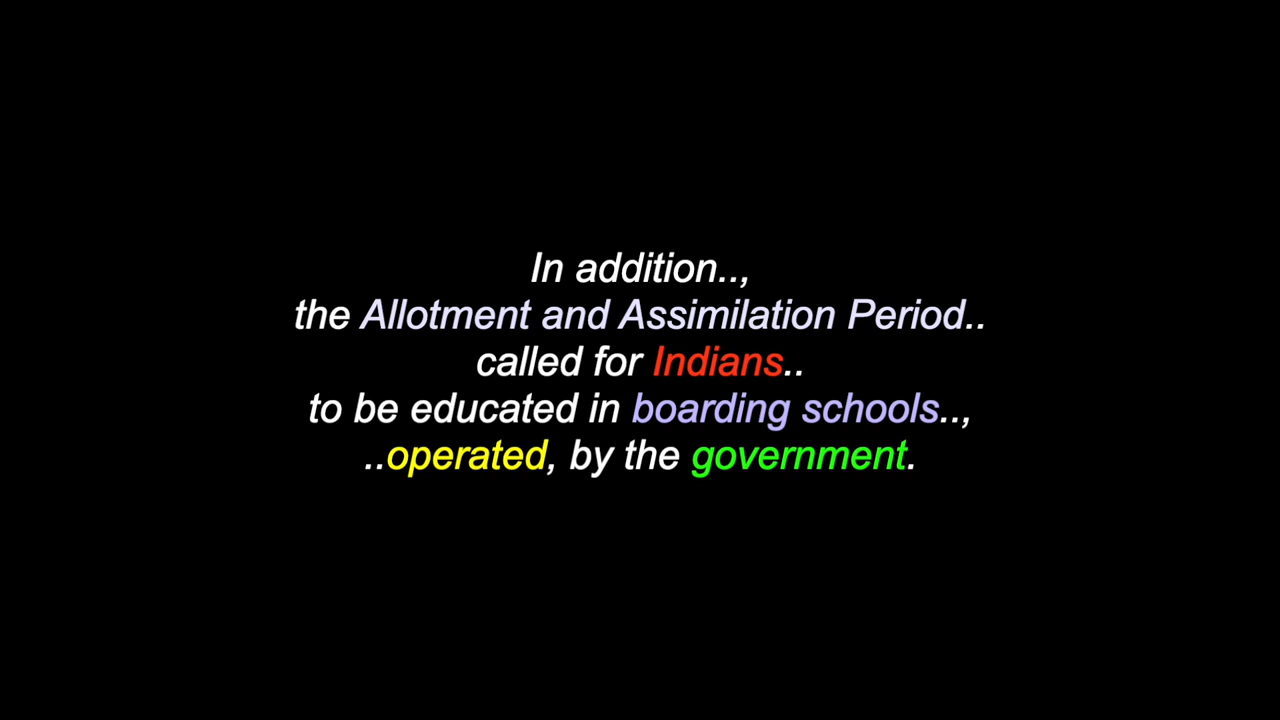 In addition..,
the Allotment and Assimilation Period..
called for Indians..
to be educated in boarding schools..,
..operated, by the government.